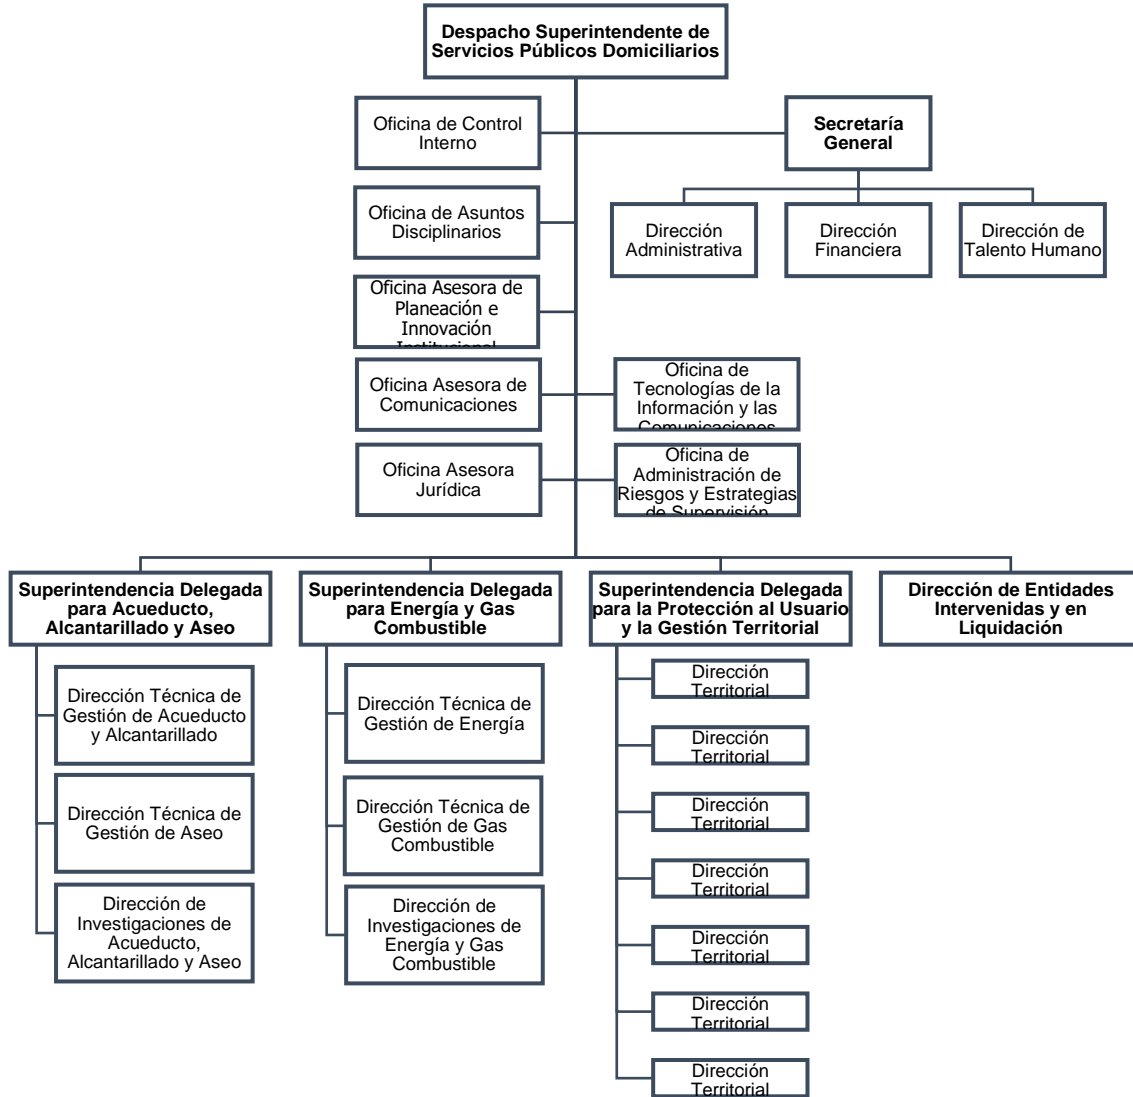 Despacho Superintendente de
Servicios Públicos Domiciliarios
Oficina de Control
Interno
Secretaría
General
Oficina de Asuntos
Disciplinarios
Dirección
Administrativa
Dirección
Financiera
Dirección de
Talento Humano
Oficina Asesora de
Planeación e
Innovación
Institucional
Oficina Asesora de
Comunicaciones
Oficina de
Tecnologías de la
Información y las
Comunicaciones
Oficina Asesora
Jurídica
Oficina de
Administración de
Riesgos y Estrategias
de Supervisión
Superintendencia Delegada
para Acueducto,
Alcantarillado y Aseo
Superintendencia Delegada
para Energía y Gas
Combustible
Superintendencia Delegada
para la Protección al Usuario
y la Gestión Territorial
Dirección de Entidades
Intervenidas y en
Liquidación
Dirección Técnica de
Gestión de Acueducto
y Alcantarillado
Dirección Técnica de
Gestión de Aseo
Dirección de
Investigaciones de
Acueducto,
Alcantarillado y Aseo
Dirección Técnica de
Gestión de Energía
Dirección Técnica de
Gestión de Gas
Combustible
Dirección de
Investigaciones de
Energía y Gas
Combustible
Dirección
Territorial
Dirección
Territorial
Dirección
Territorial
Dirección
Territorial
Dirección
Territorial
Dirección
Territorial
Dirección
Territorial